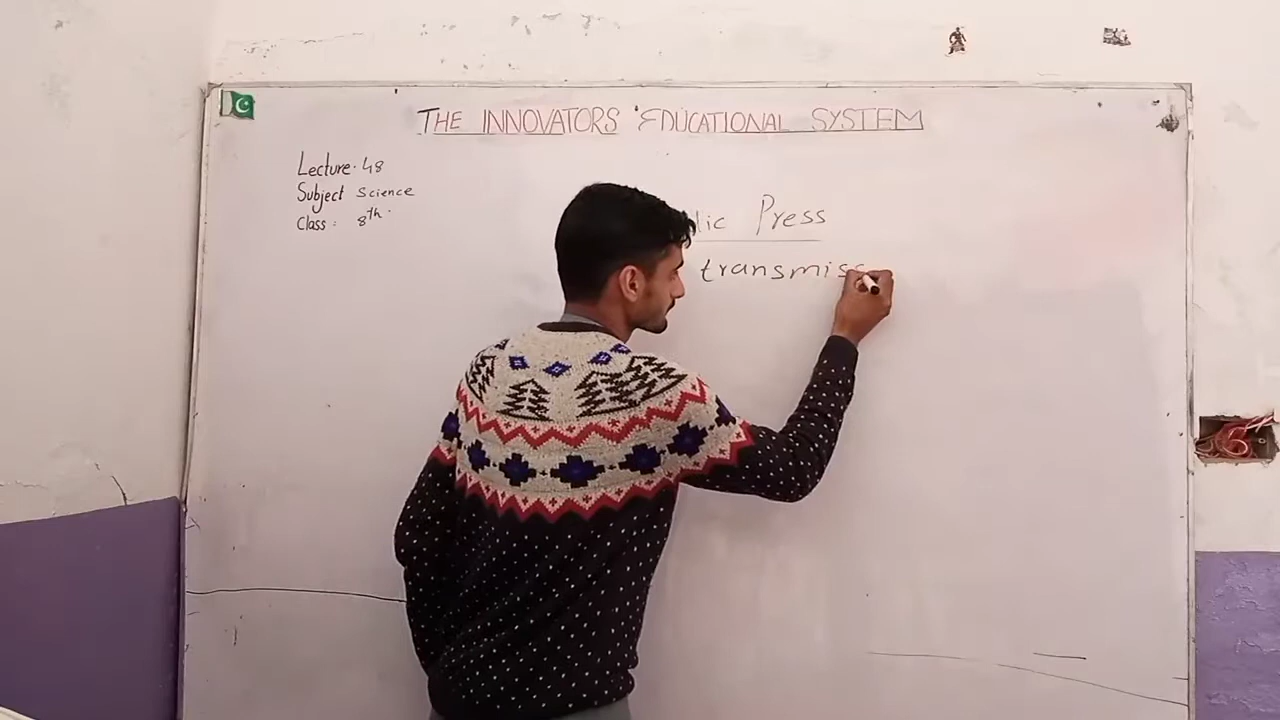 THE INNOVATORS EDUCATIONAL SYSTEM
Lecture. 48
Subject Science
Class: 8th
lic Press
transmiss